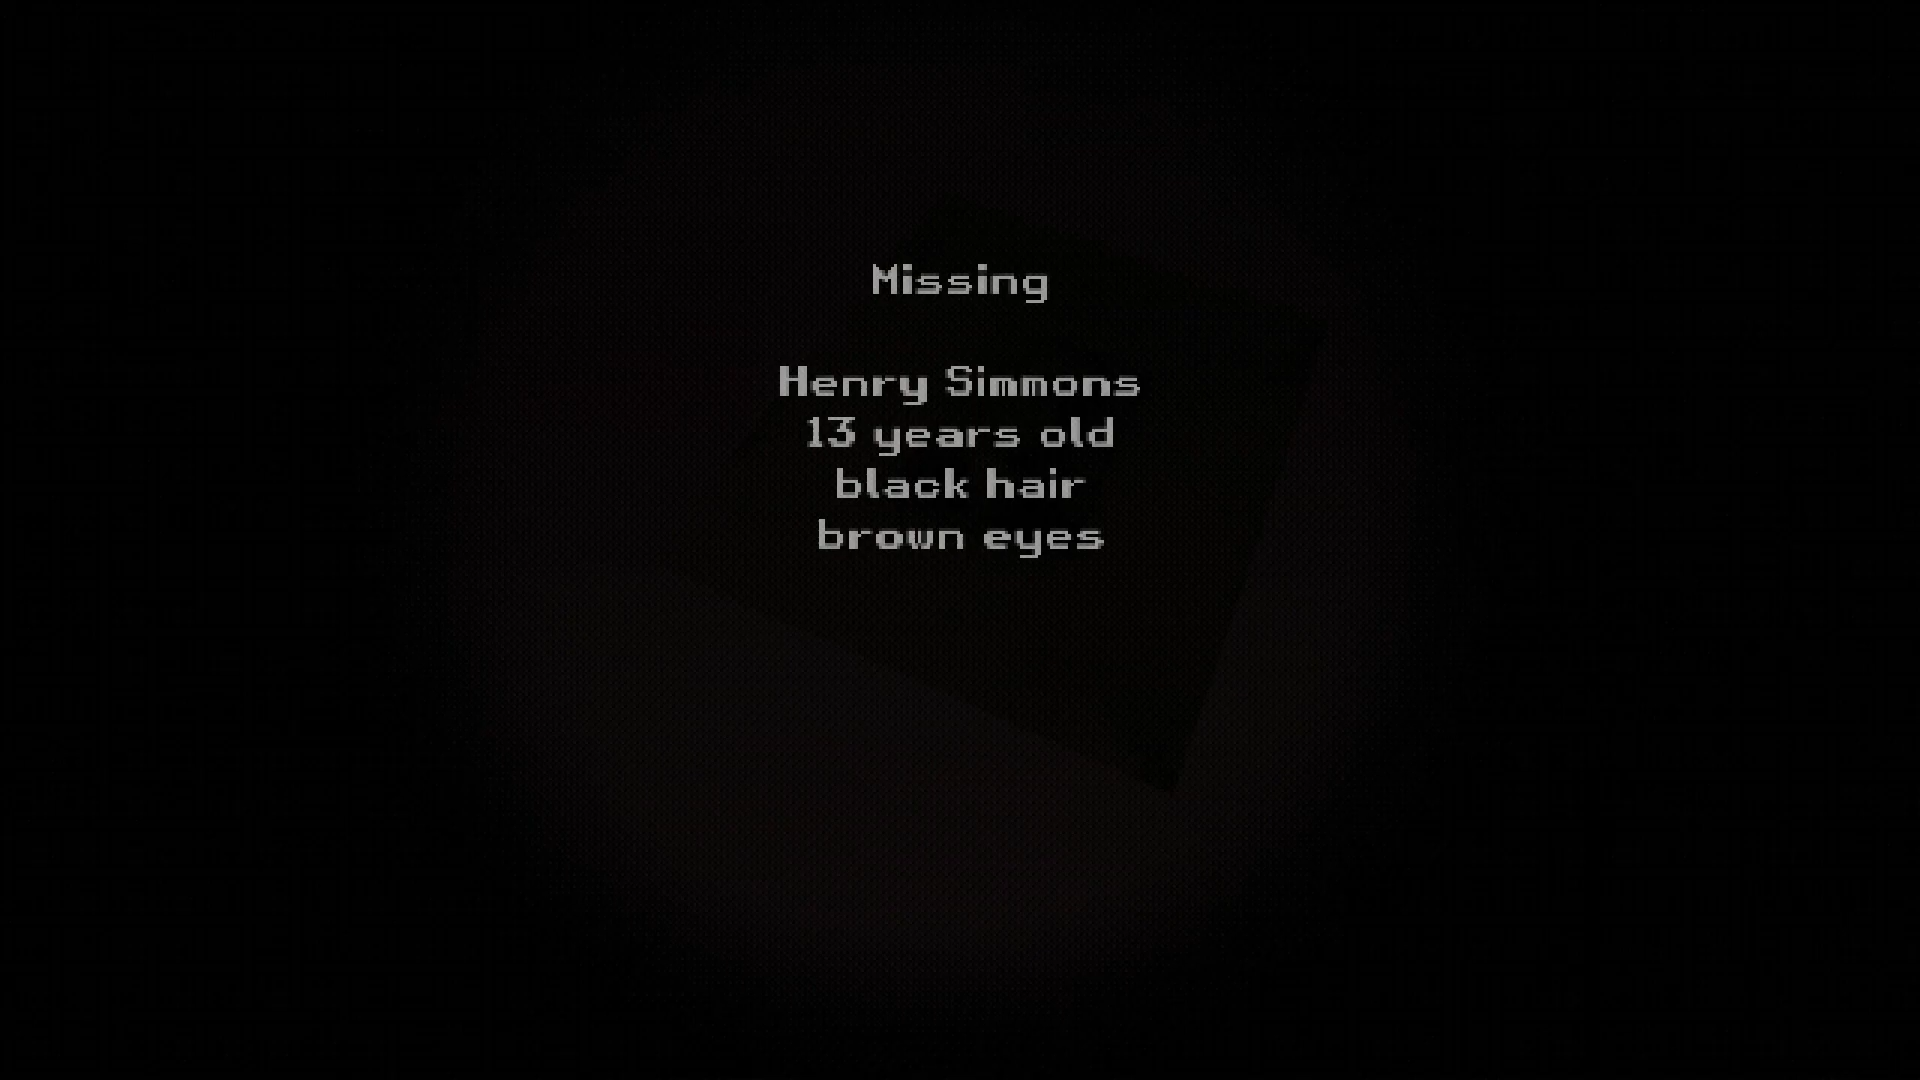 Missing
Henry Simmons
13 years old
black hair
brown eyes